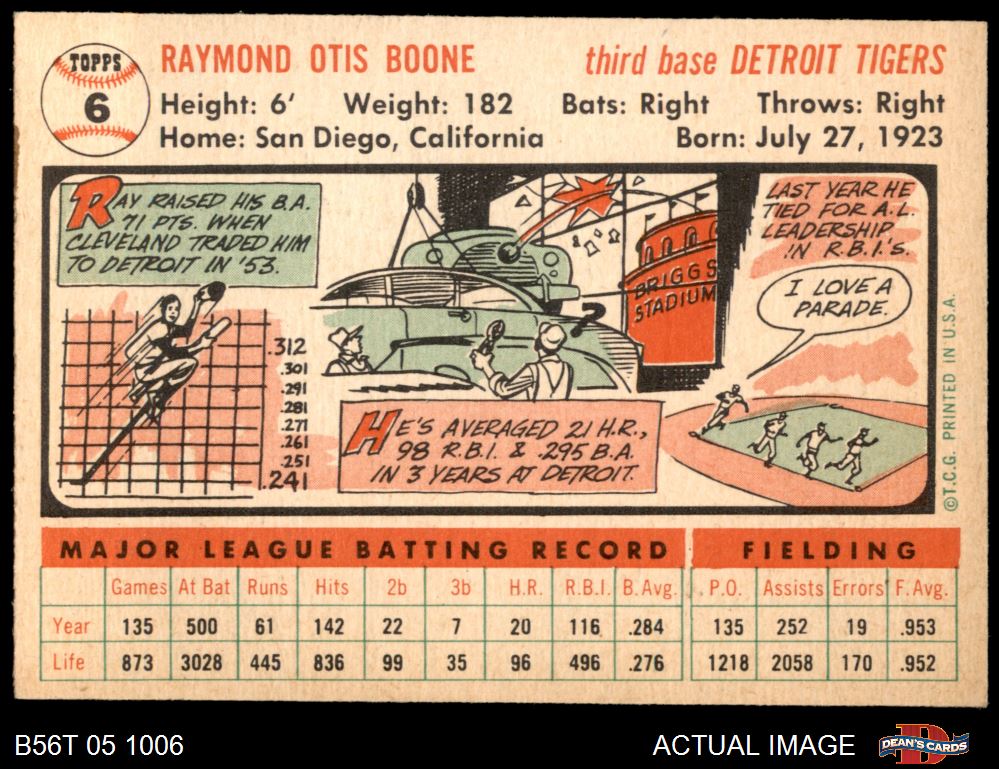 TOPPS
6
RAYMOND OTIS BOONE
third base DETROIT TIGERS
Height: 6' Weight: 182 Bats: Right Throws: Right
Home: San Diego, California Born: July 27, 1923
RAY RAISED HIS B.A.
71 PTS. WHEN
CLEVELAND TRADED HIM
TO DETROIT IN '53.
.312
.301
.291
.281
.271
.261
.251
.241
BRIGGS
STADIUM
?
HE'S AVERAGED 21 H.R.,
98 R.B.I. & .295 B.A.
IN 3 YEARS AT DETROIT.
LAST YEAR HE
TIED FOR A.L.
LEADERSHIP
IN R.B.I.'s.
I LOVE A
PARADE.
©T.C.G. PRINTED IN U.S.A.
MAJOR LEAGUE BATTING RECORD FIELDING
Games At Bat Runs Hits 2b 3b H.R. R.B.I. B. Avg. P.O. Assists Errors F. Avg.
Year 135 500 61 142 22 7 20 116 .284 135 252 19 .953
Life 873 3028 445 836 99 35 96 496 .276 1218 2058 170 .952
B56T 05 1006
ACTUAL IMAGE
DEAN'S CARDS